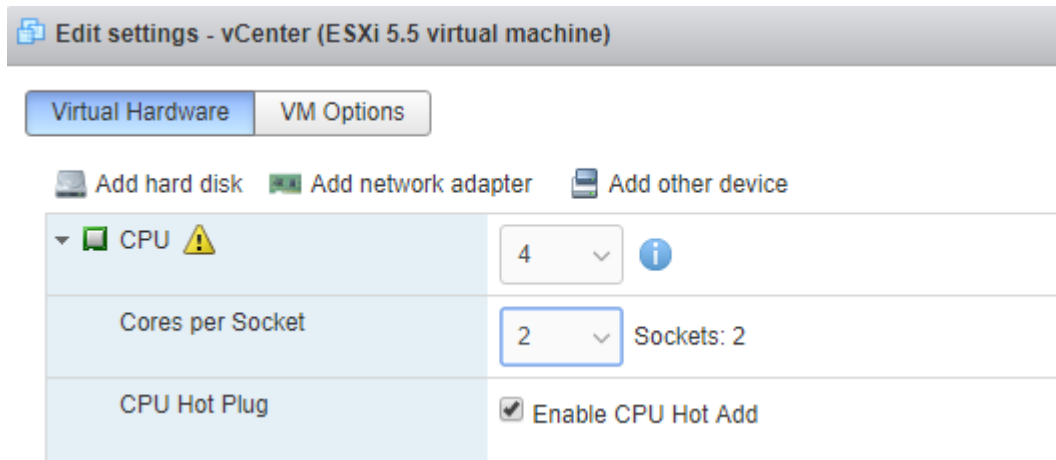 Edit settings - vCenter (ESXi 5.5 virtual machine)
Virtual Hardware VM Options
Add hard disk Add network adapter Add other device
CPU 4
Cores per Socket 2 Sockets: 2
CPU Hot Plug Enable CPU Hot Add